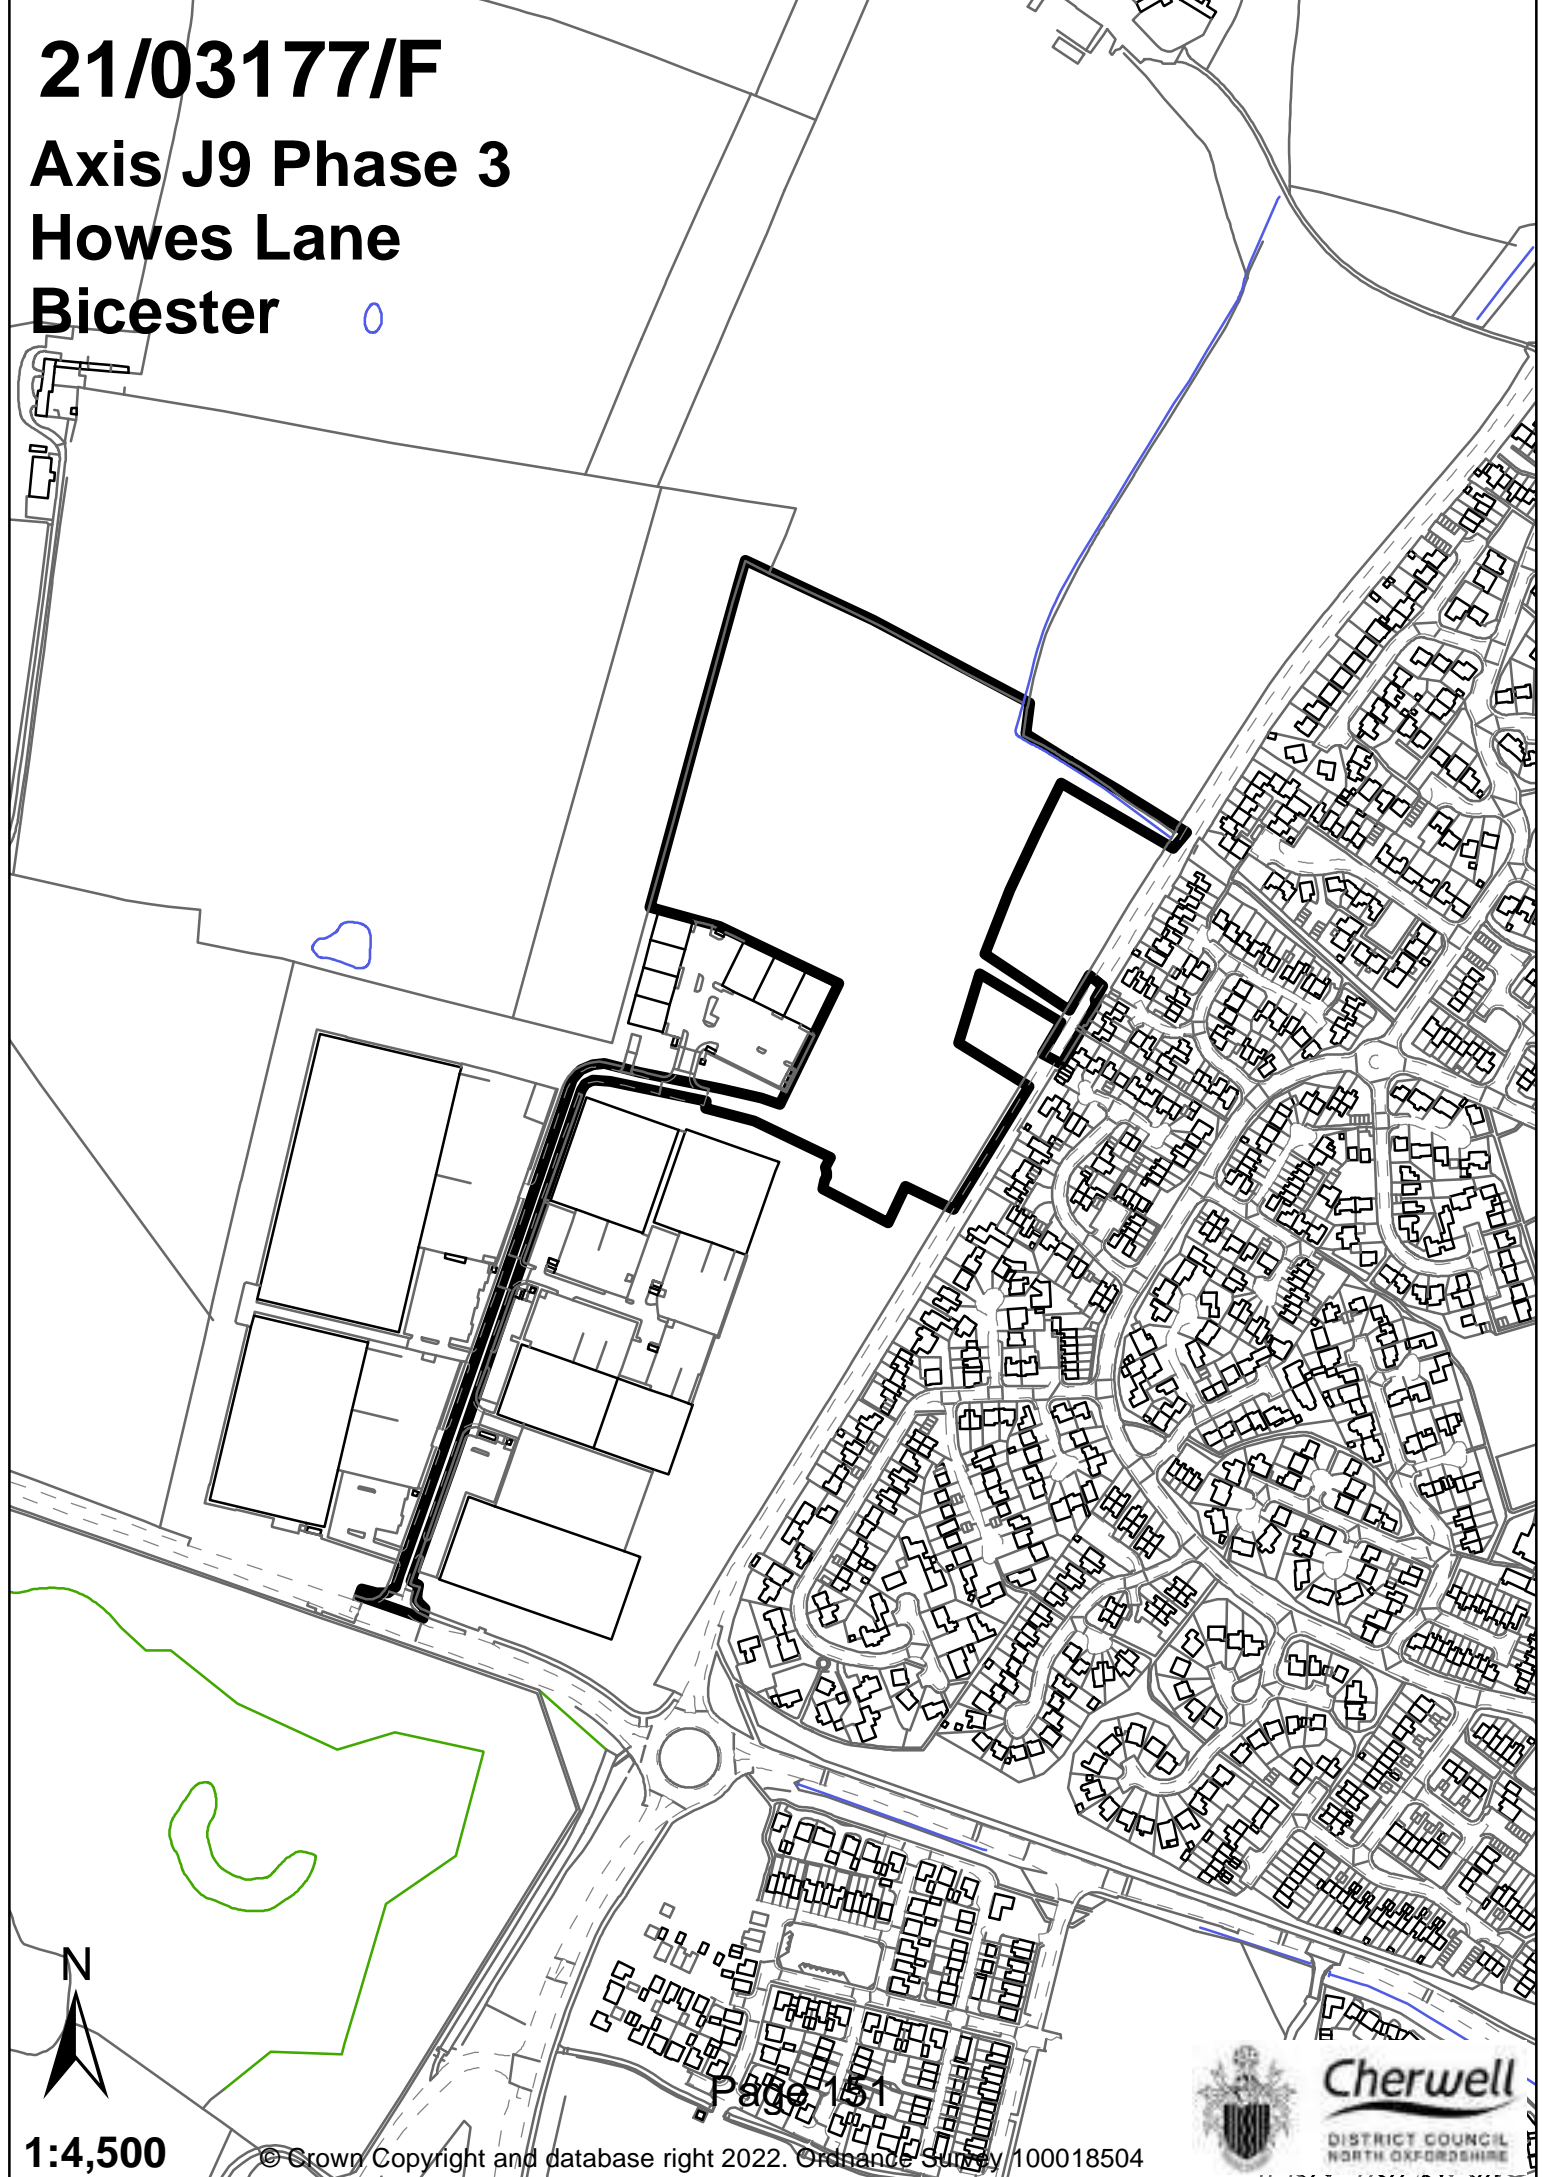 21/03177/F
Axis J9 Phase 3
Howes Lane
Bicester
N
Page 151
1:4,500
© Crown Copyright and database right 2022. Ordnance Survey 100018504
Cherwell
DISTRICT COUNCIL
NORTH OXFORDSHIRE